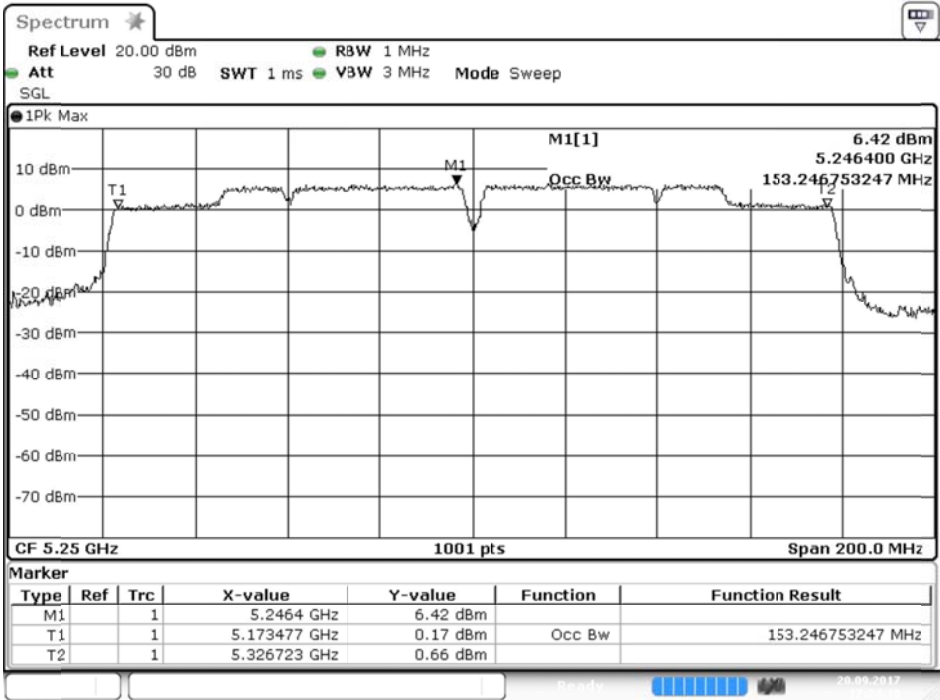 Spectrum
Ref Level 20.00 dBm RBW 1 MHz
Att 30 dB SWT 1 ms VBW 3 MHz Mode Sweep
SGL
1Pk Max
M1[1] 6.42 dBm
5.246400 GHz
Occ Bw 153.246753247 MHz
M1
T1
T2
10 dBm
0 dBm
-10 dBm
-20 dBm
-30 dBm
-40 dBm
-50 dBm
-60 dBm
-70 dBm
CF 5.25 GHz 1001 pts Span 200.0 MHz
Marker
Type Ref Trc X-value Y-value Function Function Result
M1 1 5.2464 GHz 6.42 dBm
T1 1 5.173477 GHz 0.17 dBm Occ Bw 153.246753247 MHz
T2 1 5.326723 GHz 0.66 dBm
Ready 20.09.2017